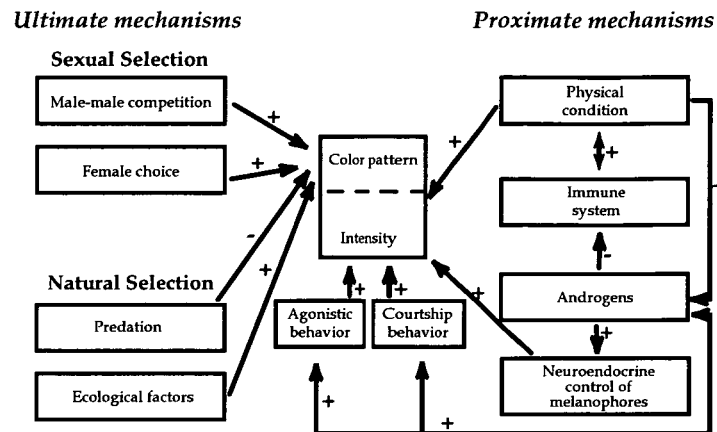 Ultimate mechanisms
Proximate mechanisms
Sexual Selection
Male-male competition
Female choice
Natural Selection
Predation
Ecological factors
Color pattern
Intensity
Agonistic
behavior
Courtship
behavior
Physical
condition
Immune
system
Androgens
Neuroendocrine
control of
melanophores
+
+
-
+
+
+
-
+
+
+
+
+
+